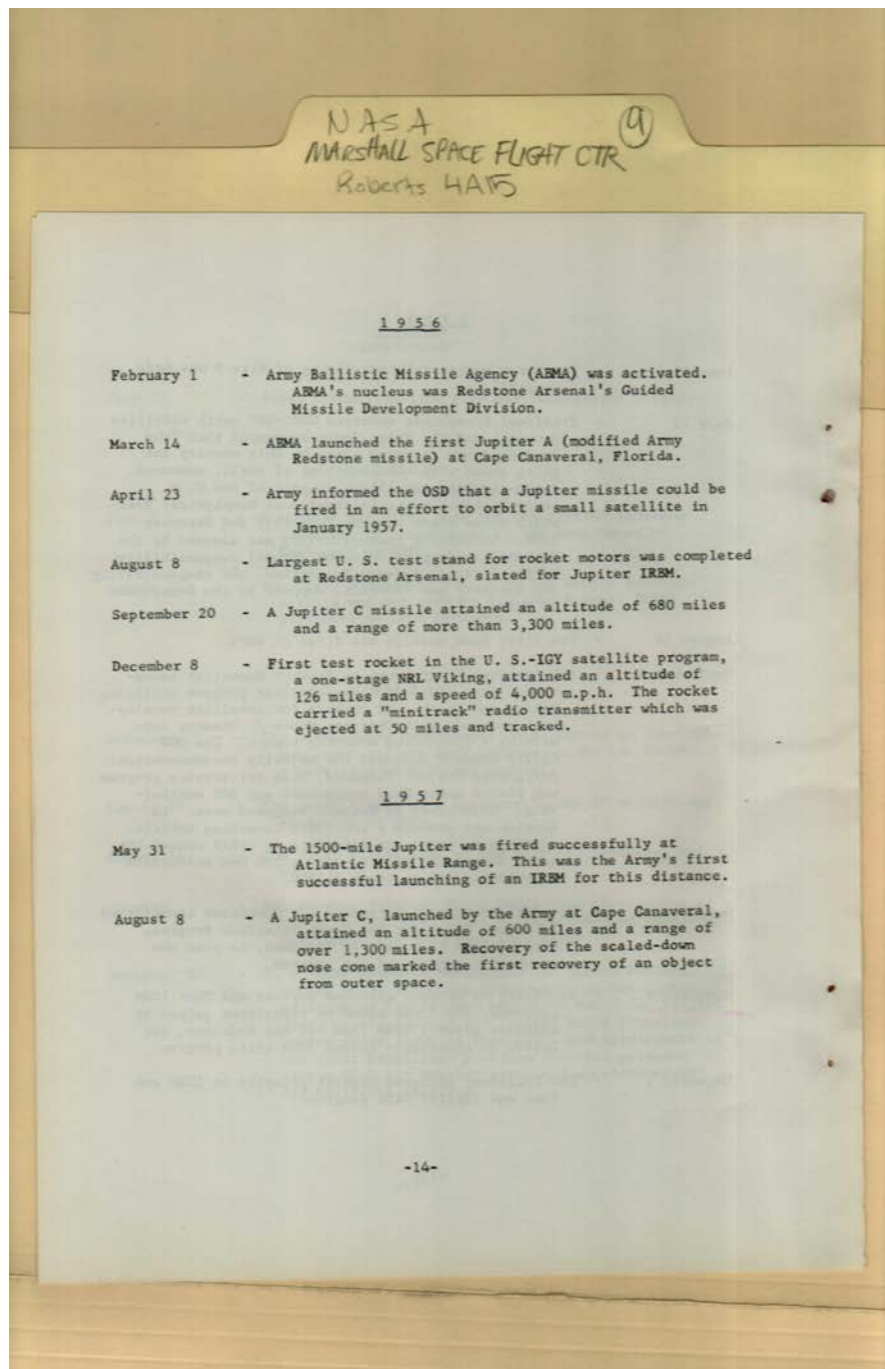 NASA
9
MARSHALL SPACE FLIGHT CTR
Roberts 4A15
1 9 5 6
February 1 - Army Ballistic Missile Agency (ABMA) was activated.
ABMA's nucleus was Redstone Arsenal's Guided
Missile Development Division.
March 14 - ABMA launched the first Jupiter A (modified Army
Redstone missile) at Cape Canaveral, Florida.
April 23 - Army informed the OSD that a Jupiter missile could be
fired in an effort to orbit a small satellite in
January 1957.
August 8 - Largest U. S. test stand for rocket motors was completed
at Redstone Arsenal, slated for Jupiter IRBM.
September 20 - A Jupiter C missile attained an altitude of 680 miles
and a range of more than 3,300 miles.
December 8 - First test rocket in the U. S.-IGY satellite program,
a one-stage NRL Viking, attained an altitude of
126 miles and a speed of 4,000 m.p.h. The rocket
carried a "minitrack" radio transmitter which was
ejected at 50 miles and tracked.
1 9 5 7
May 31 - The 1500-mile Jupiter was fired successfully at
Atlantic Missile Range. This was the Army's first
successful launching of an IRBM for this distance.
August 8 - A Jupiter C, launched by the Army at Cape Canaveral,
attained an altitude of 600 miles and a range of
over 1,300 miles. Recovery of the scaled-down
nose cone marked the first recovery of an object
from outer space.
-14-